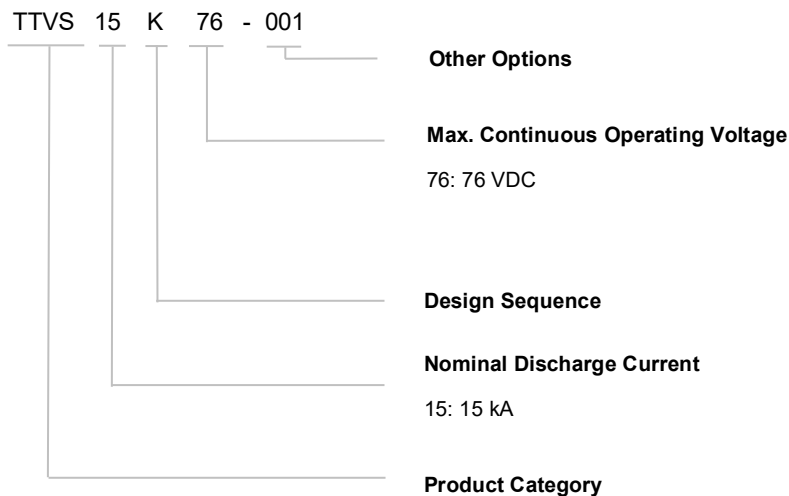 TTVS 15 K 76 - 001
Other Options
Max. Continuous Operating Voltage
76: 76 VDC
Design Sequence
Nominal Discharge Current
15: 15 kA
Product Category